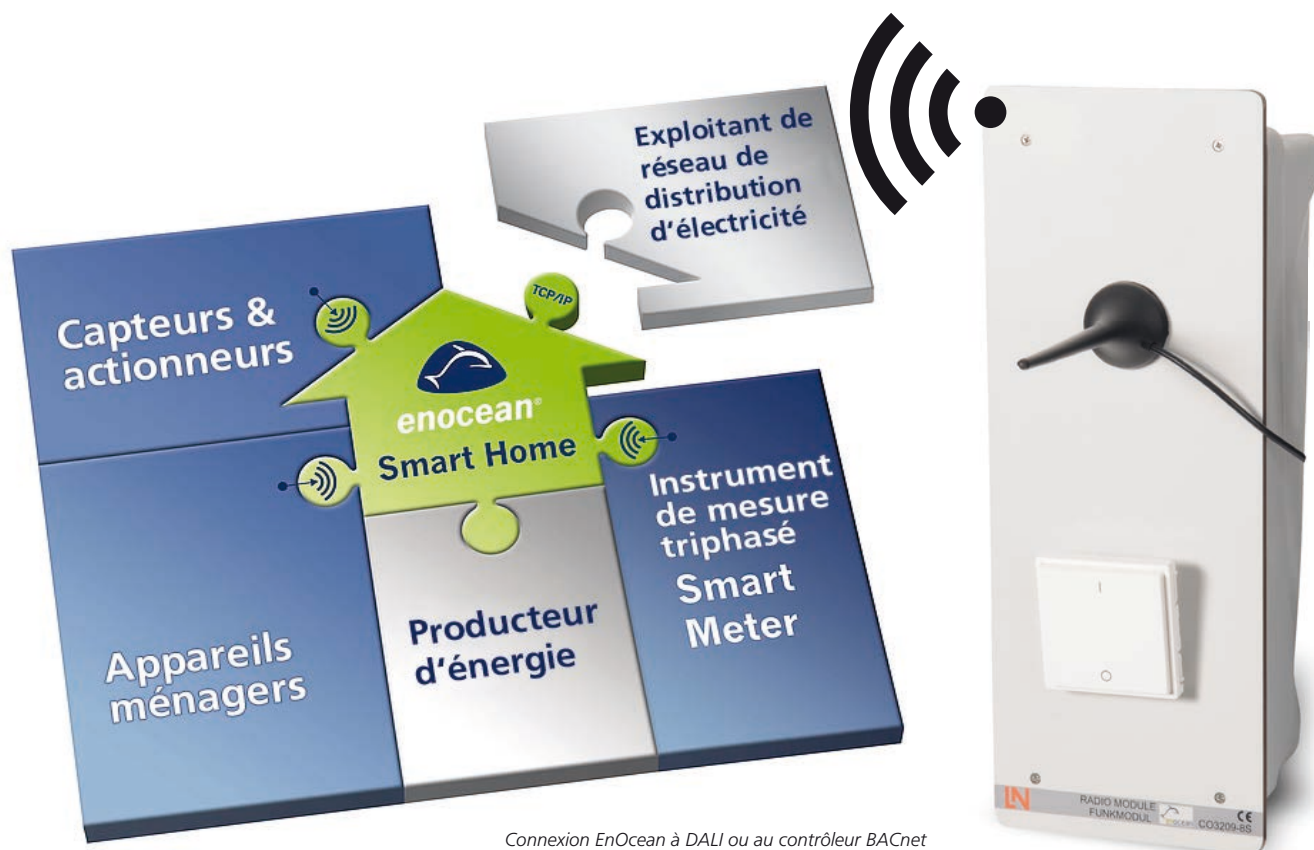 Exploitant de
réseau de
distribution
d'électricité
Capteurs &
actionneurs
TCP/IP
enocean®
Smart Home
Appareils
ménagers
Producteur
d'énergie
Instrument
de mesure
triphasé
Smart
Meter
I
O
LN
RADIO MODULE
FUNKMODUL
enocean
CE
CO3209-8S
Connexion EnOcean à DALI ou au contrôleur BACnet